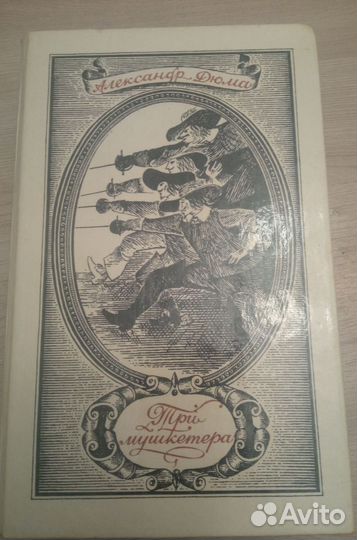 Александр Дюма
Три
мушкетера
Avito